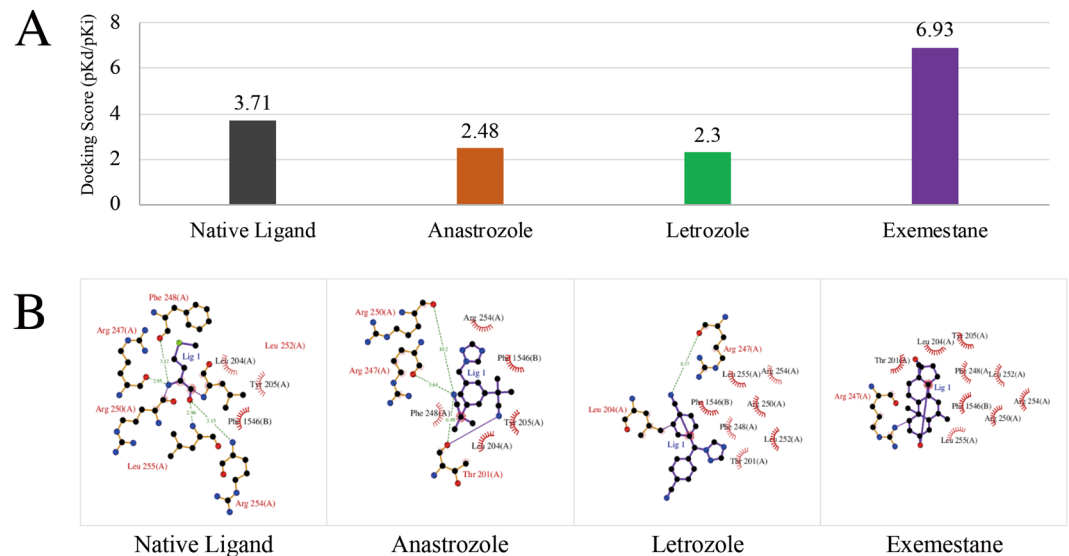 A
Docking Score (pKd/pKi)
8
6
4
2
0
3.71
2.48
2.3
6.93
Native Ligand
Anastrozole
Letrozole
Exemestane
B
Phe 248(A)
Arg 247(A)
Leu 252(A)
Lig 1
Leu 204(A)
Tyr 205(A)
Arg 250(A)
Phl 1546(B)
Leu 255(A)
Arg 254(A)
Arg 250(A)
Arg 254(A)
Phl 1546(B)
Arg 247(A)
Lig 1
Phe 248(A)
Tyr 205(A)
Leu 204(A)
Thr 201(A)
Arg 247(A)
Leu 255(A)
Arg 254(A)
Leu 204(A)
Phl 1546(B)
Arg 250(A)
Phe 248(A)
Lig 1
Leu 252(A)
Thr 201(A)
Tyr 205(A)
Leu 204(A)
Thr 201(A)
Phe 248(A)
Leu 252(A)
Lig 1
Arg 247(A)
Phl 1546(B)
Arg 254(A)
Arg 250(A)
Leu 255(A)
Native Ligand
Anastrozole
Letrozole
Exemestane